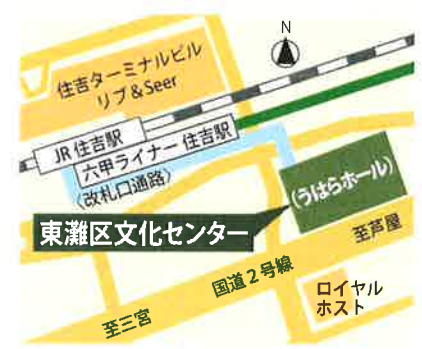 N
住吉ターミナルビル
リブ&Seer
JR 住吉駅
六甲ライナー 住吉駅
〈改札口通路〉
(うはらホール)
東灘区文化センター
至芦屋
国道2号線
至三宮
ロイヤル
ホスト